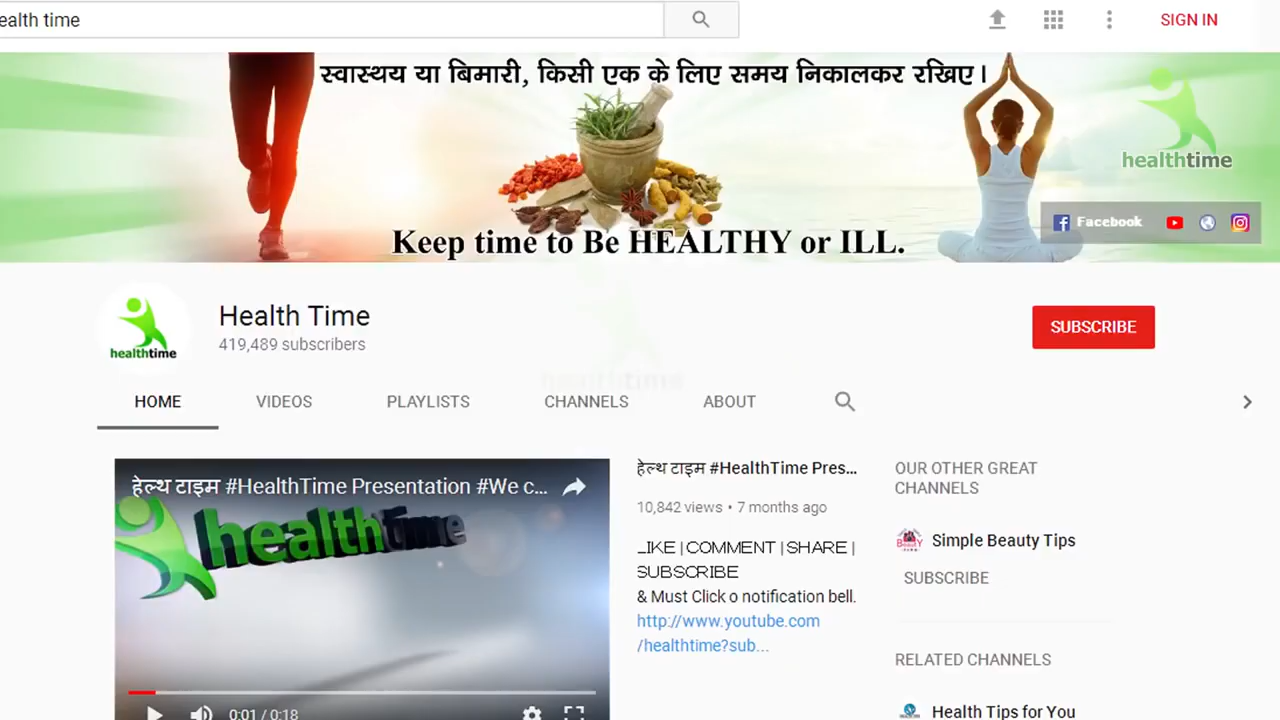 ealth time
SIGN IN
स्वास्थय या बिमारी, किसी एक के लिए समय निकालकर रखिए।
healthtime
Facebook
Keep time to Be HEALTHY or ILL.
healthtime
Health Time
419,489 subscribers
SUBSCRIBE
healthtime
HOME VIDEOS PLAYLISTS CHANNELS ABOUT
हेल्थ टाइम #HealthTime Presentation #We c...
healthtime
0:01 / 0:18
हेल्थ टाइम #HealthTime Pres...
10,842 views • 7 months ago
LIKE | COMMENT | SHARE |
SUBSCRIBE
& Must Click o notification bell.
http://www.youtube.com
/healthtime?sub...
OUR OTHER GREAT
CHANNELS
Simple Beauty Tips
SUBSCRIBE
RELATED CHANNELS
Health Tips for You